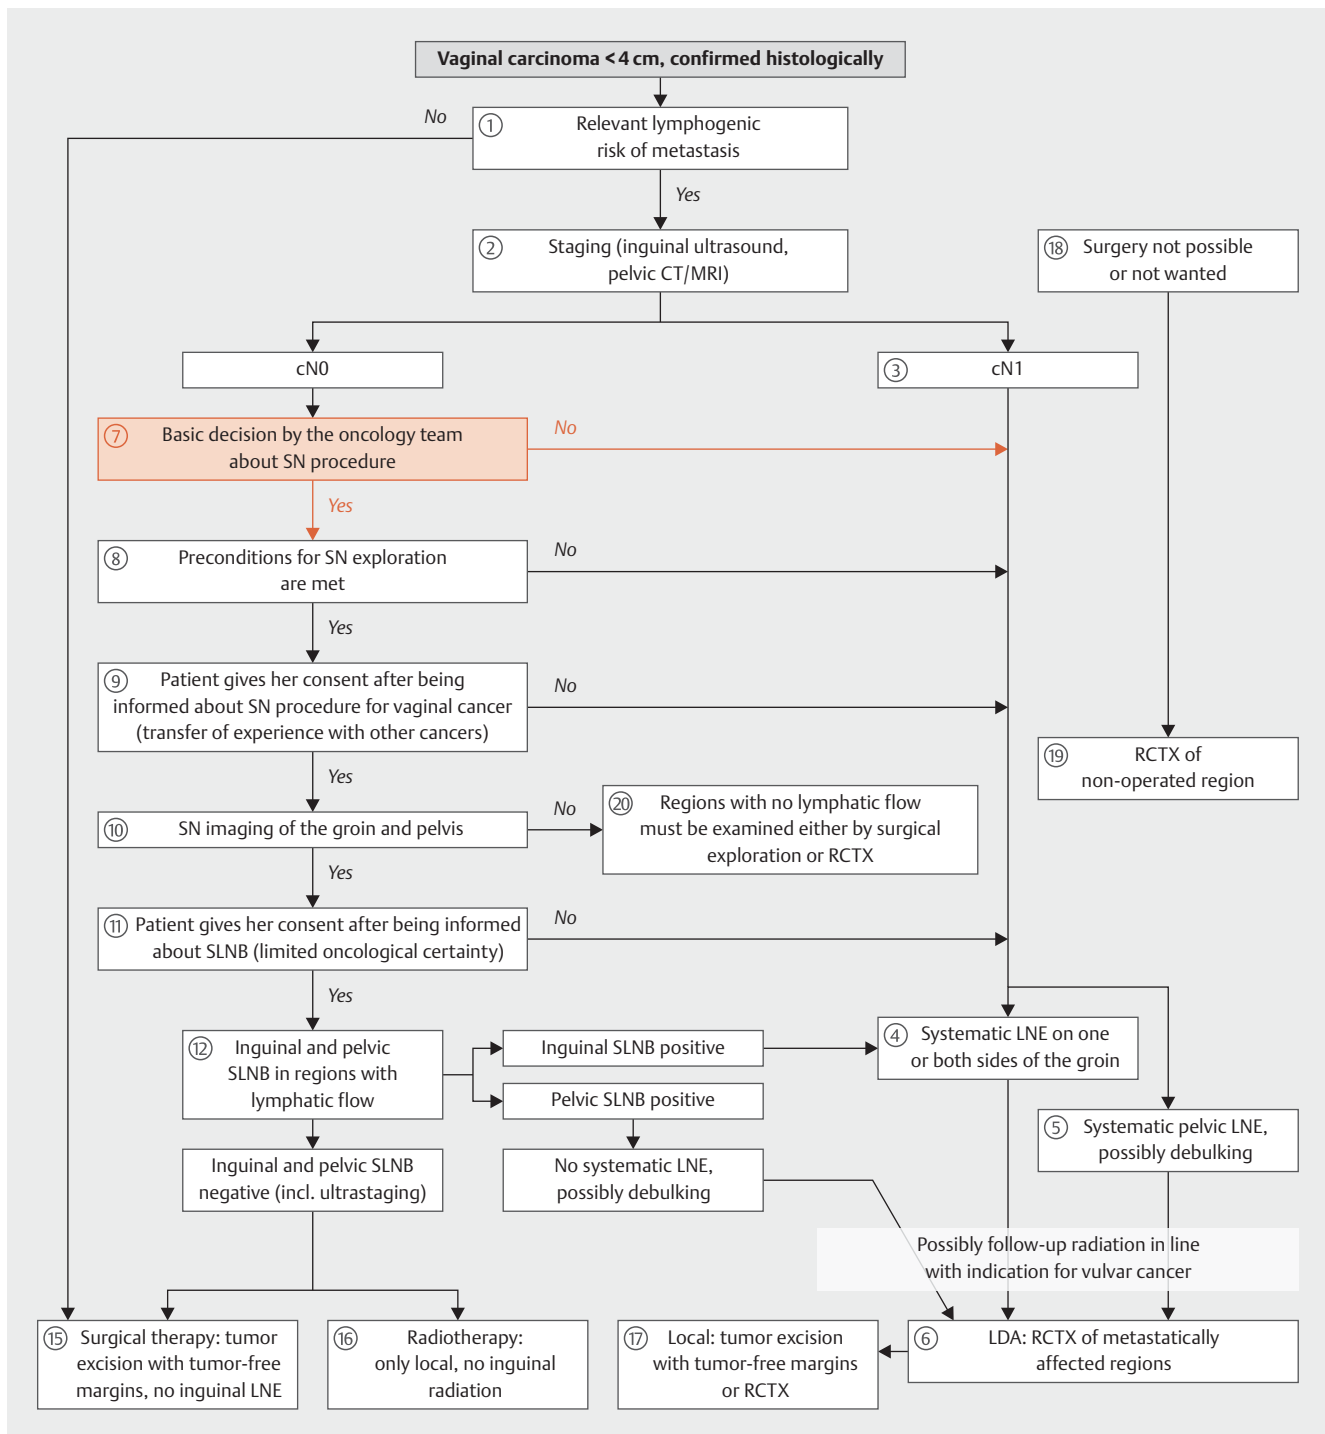 Vaginal carcinoma < 4 cm, confirmed histologically
No
1 Relevant lymphogenic
risk of metastasis
Yes
2 Staging (inguinal ultrasound,
pelvic CT/MRI)
18 Surgery not possible
or not wanted
cN0
3 cN1
7 Basic decision by the oncology team
about SN procedure
No
Yes
8 Preconditions for SN exploration
are met
No
Yes
9 Patient gives her consent after being
informed about SN procedure for vaginal cancer
(transfer of experience with other cancers)
No
19 RCTX of
non-operated region
Yes
10 SN imaging of the groin and pelvis
No
20 Regions with no lymphatic flow
must be examined either by surgical
exploration or RCTX
Yes
11 Patient gives her consent after being informed
about SLNB (limited oncological certainty)
No
Yes
12 Inguinal and pelvic
SLNB in regions with
lymphatic flow
Inguinal SLNB positive
4 Systematic LNE on one
or both sides of the groin
Pelvic SLNB positive
5 Systematic pelvic LNE,
possibly debulking
Inguinal and pelvic SLNB
negative (incl. ultrastaging)
No systematic LNE,
possibly debulking
Possibly follow-up radiation in line
with indication for vulvar cancer
15 Surgical therapy: tumor
excision with tumor-free
margins, no inguinal LNE
16 Radiotherapy:
only local, no inguinal
radiation
17 Local: tumor excision
with tumor-free margins
or RCTX
6 LDA: RCTX of metastatically
affected regions